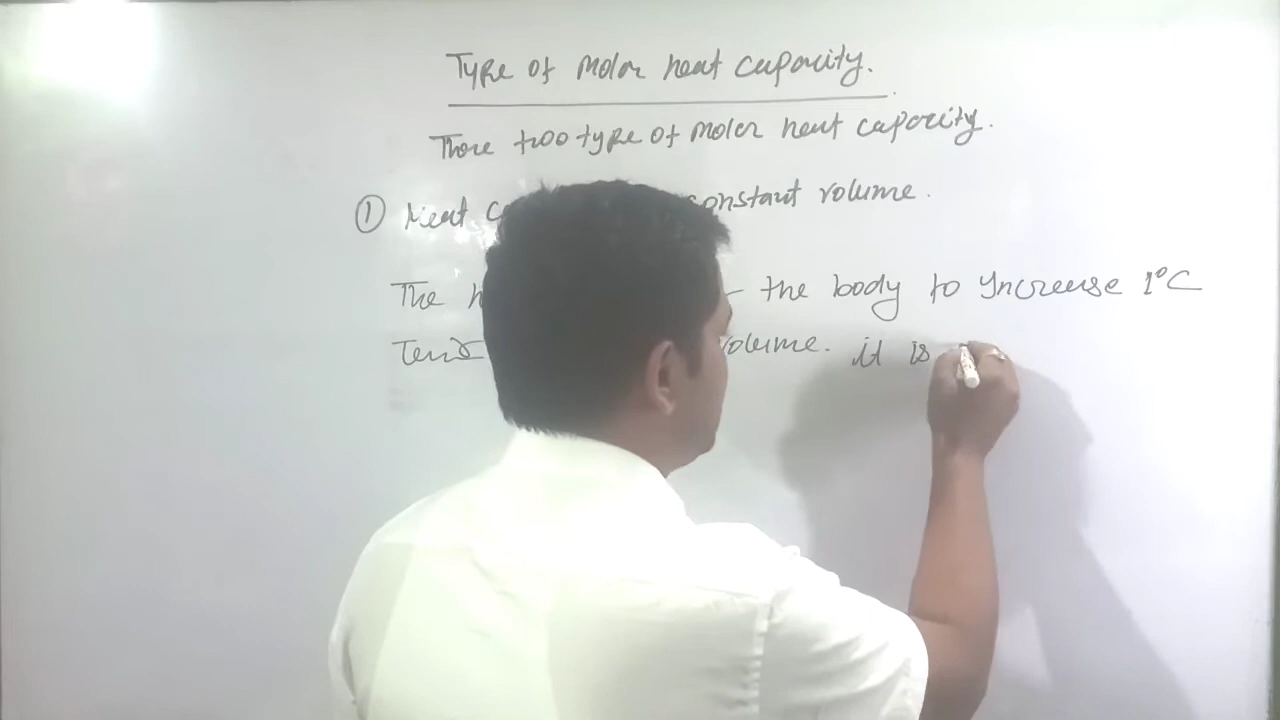 Type of molar heat capacity.
There two type of molar heat capacity.
① Heat constant volume.
The the body to increase 1°C
volume. it is